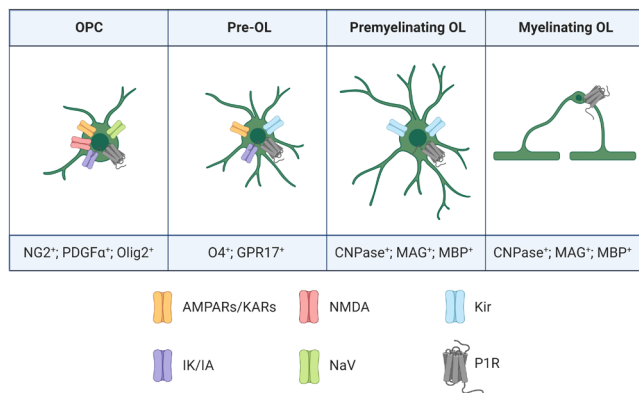 OPC
Pre-OL
Premyelinating OL
Myelinating OL
NG2⁺; PDGFα⁺; Olig2⁺
O4⁺; GPR17⁺
CNPase⁺; MAG⁺; MBP⁺
CNPase⁺; MAG⁺; MBP⁺
AMPARs/KARs
NMDA
Kir
IK/IA
NaV
P1R